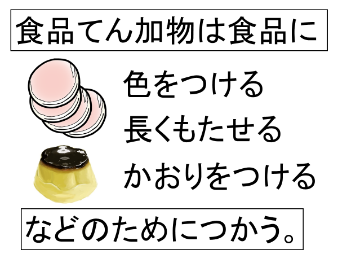 食品てん加物は食品に
色をつける
長くもたせる
かおりをつける
などのためにつかう。